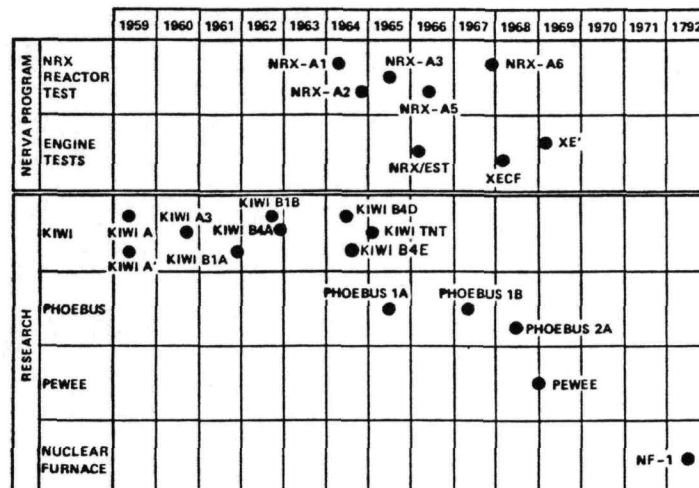 1959 1960 1961 1962 1963 1964 1965 1966 1967 1968 1969 1970 1971 1792
NERVA PROGRAM
NRX
REACTOR
TEST
NRX-A1
NRX-A3
NRX-A6
NRX-A2
NRX-A5
ENGINE
TESTS
XE'
NRX/EST
XECF
RESEARCH
KIWI
KIWI B1B
KIWI A3
KIWI B4D
KIWI A
KIWI B4A
KIWI TNT
KIWI A'
KIWI B1A
KIWI B4E
PHOEBUS
PHOEBUS 1A
PHOEBUS 1B
PHOEBUS 2A
PEWEE
PEWEE
NUCLEAR
FURNACE
NF-1